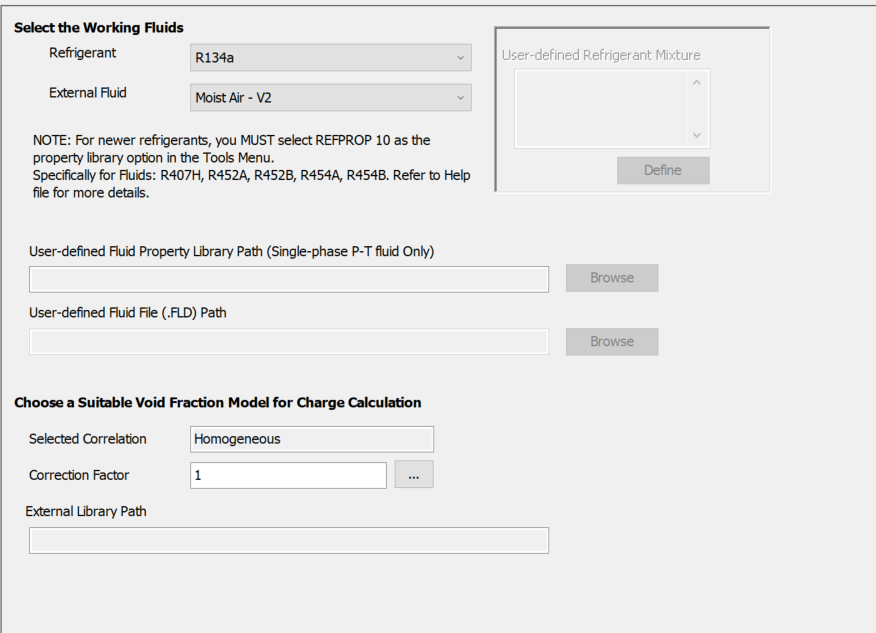 Select the Working Fluids
Refrigerant
R134a
External Fluid
Moist Air - V2
NOTE: For newer refrigerants, you MUST select REFPROP 10 as the
property library option in the Tools Menu.
Specifically for Fluids: R407H, R452A, R452B, R454A, R454B. Refer to Help
file for more details.
User-defined Refrigerant Mixture
Define
User-defined Fluid Property Library Path (Single-phase P-T fluid Only)
Browse
User-defined Fluid File (.FLD) Path
Browse
Choose a Suitable Void Fraction Model for Charge Calculation
Selected Correlation
Homogeneous
Correction Factor
1
...
External Library Path